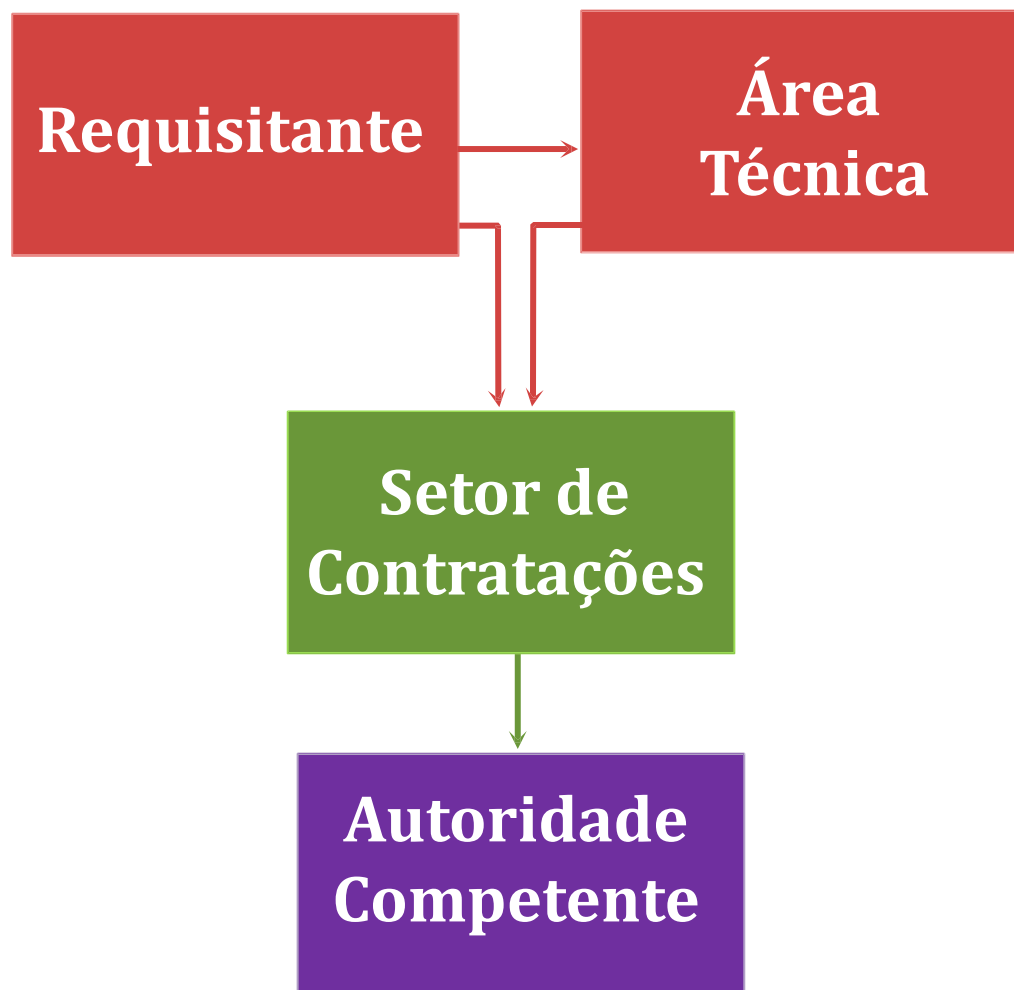 Requisitante
Área
Técnica
Setor de
Contratações
Autoridade
Competente